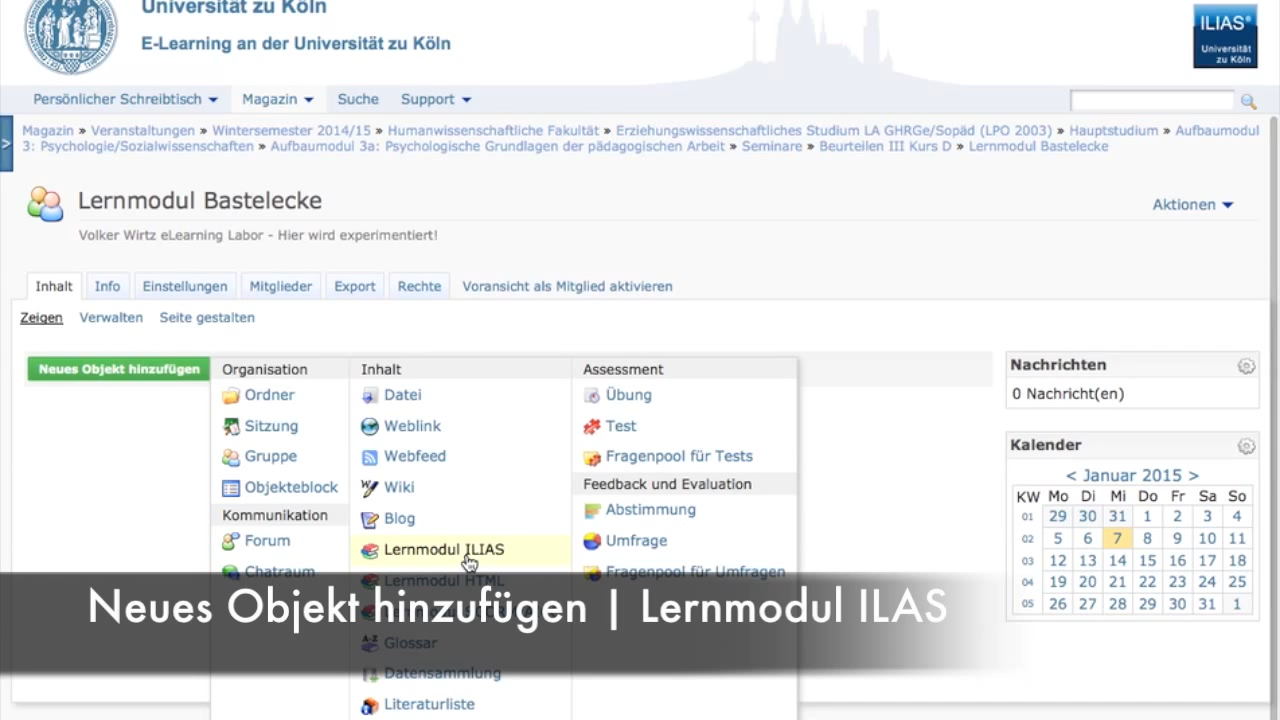 Universität zu Köln
E-Learning an der Universität zu Köln
ILIAS®
Universität
zu Köln
Persönlicher Schreibtisch Magazin Suche Support
Magazin » Veranstaltungen » Wintersemester 2014/15 » Humanwissenschaftliche Fakultät » Erziehungswissenschaftliches Studium LA GHRGe/Sopäd (LPO 2003) » Hauptstudium » Aufbaumodul
3: Psychologie/Sozialwissenschaften » Aufbaumodul 3a: Psychologische Grundlagen der pädagogischen Arbeit » Seminare » Beurteilen III Kurs D » Lernmodul Bastelecke
>
Lernmodul Bastelecke
Aktionen
Volker Wirtz eLearning Labor - Hier wird experimentiert!
Inhalt Info Einstellungen Mitglieder Export Rechte Voransicht als Mitglied aktivieren
Zeigen Verwalten Seite gestalten
Neues Objekt hinzufügen
Organisation
Ordner
Sitzung
Gruppe
Objekteblock
Kommunikation
Forum
Chatraum
Inhalt
Datei
Weblink
Webfeed
Wiki
Blog
Lernmodul ILIAS
Lernmodul HTML
Glossar
Datensammlung
Literaturliste
Assessment
Übung
Test
Fragenpool für Tests
Feedback und Evaluation
Abstimmung
Umfrage
Fragenpool für Umfragen
Nachrichten
0 Nachricht(en)
Kalender
< Januar 2015 >
KW Mo Di Mi Do Fr Sa So
01 29 30 31 1 2 3 4
02 5 6 7 8 9 10 11
03 12 13 14 15 16 17 18
04 19 20 21 22 23 24 25
05 26 27 28 29 30 31 1
Neues Objekt hinzufügen | Lernmodul ILAS